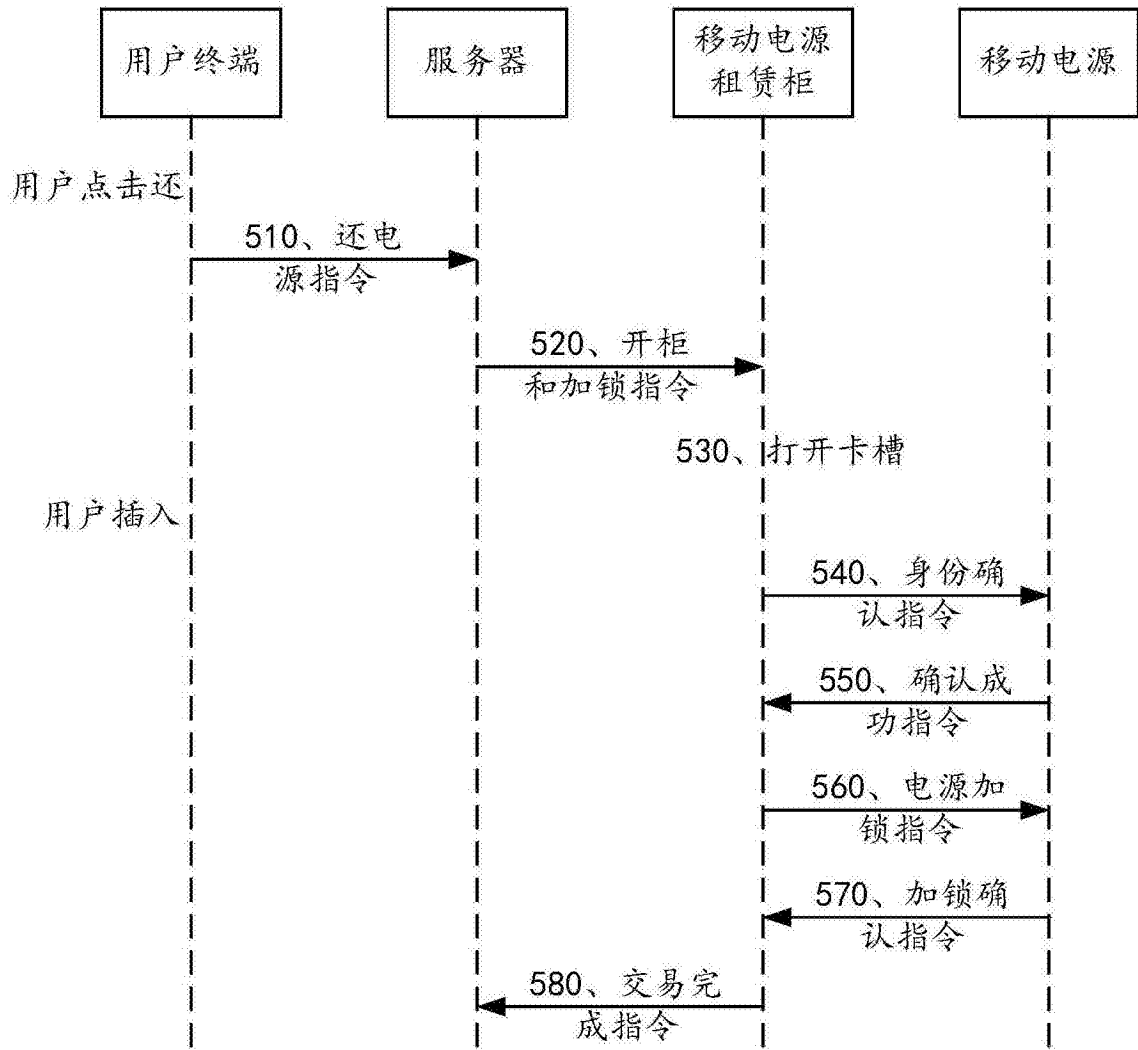 用户终端
服务器
移动电源
租赁柜
移动电源
用户点击还
510、还电
源指令
520、开柜
和加锁指令
530、打开卡槽
用户插入
540、身份确
认指令
550、确认成
功指令
560、电源加
锁指令
570、加锁确
认指令
580、交易完
成指令